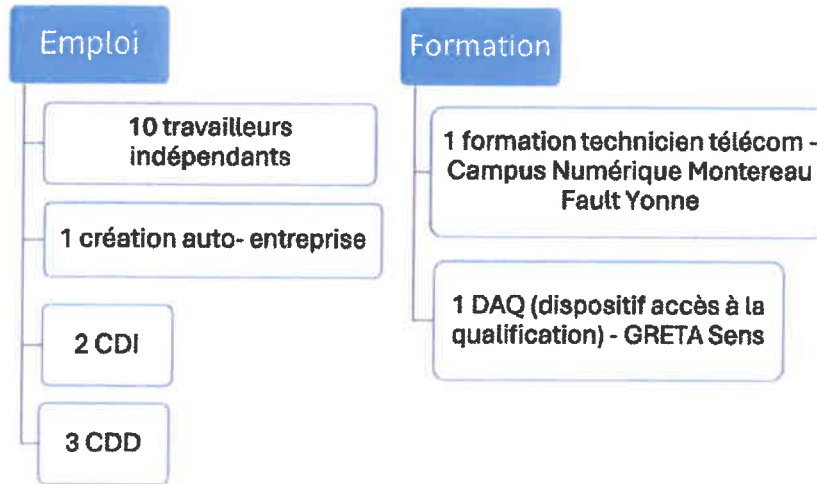 Emploi
10 travailleurs
indépendants
1 création auto- entreprise
2 CDI
3 CDD
Formation
1 formation technicien télécom -
Campus Numérique Montereau
Fault Yonne
1 DAQ (dispositif accès à la
qualification) - GRETA Sens